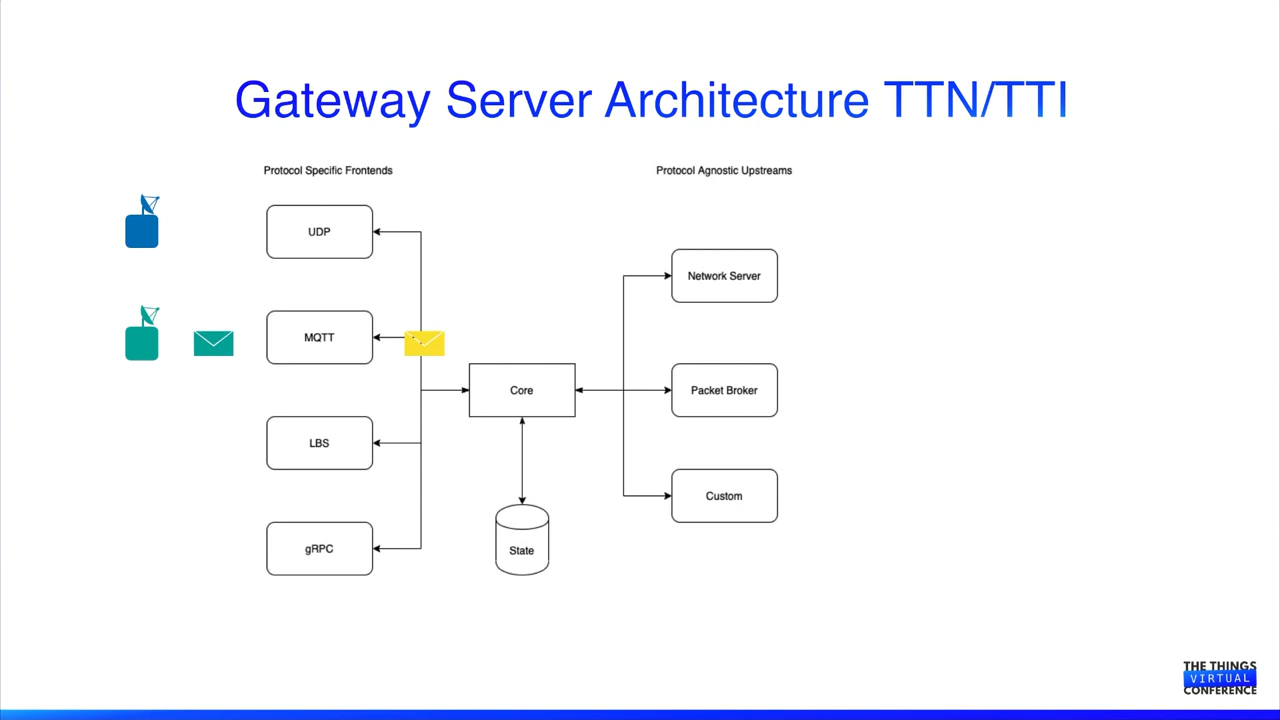 Gateway Server Architecture TTN/TTI
Protocol Specific Frontends
Protocol Agnostic Upstreams
UDP
Network Server
MQTT
Core
Packet Broker
LBS
Custom
gRPC
State
THE THINGS
VIRTUAL
CONFERENCE